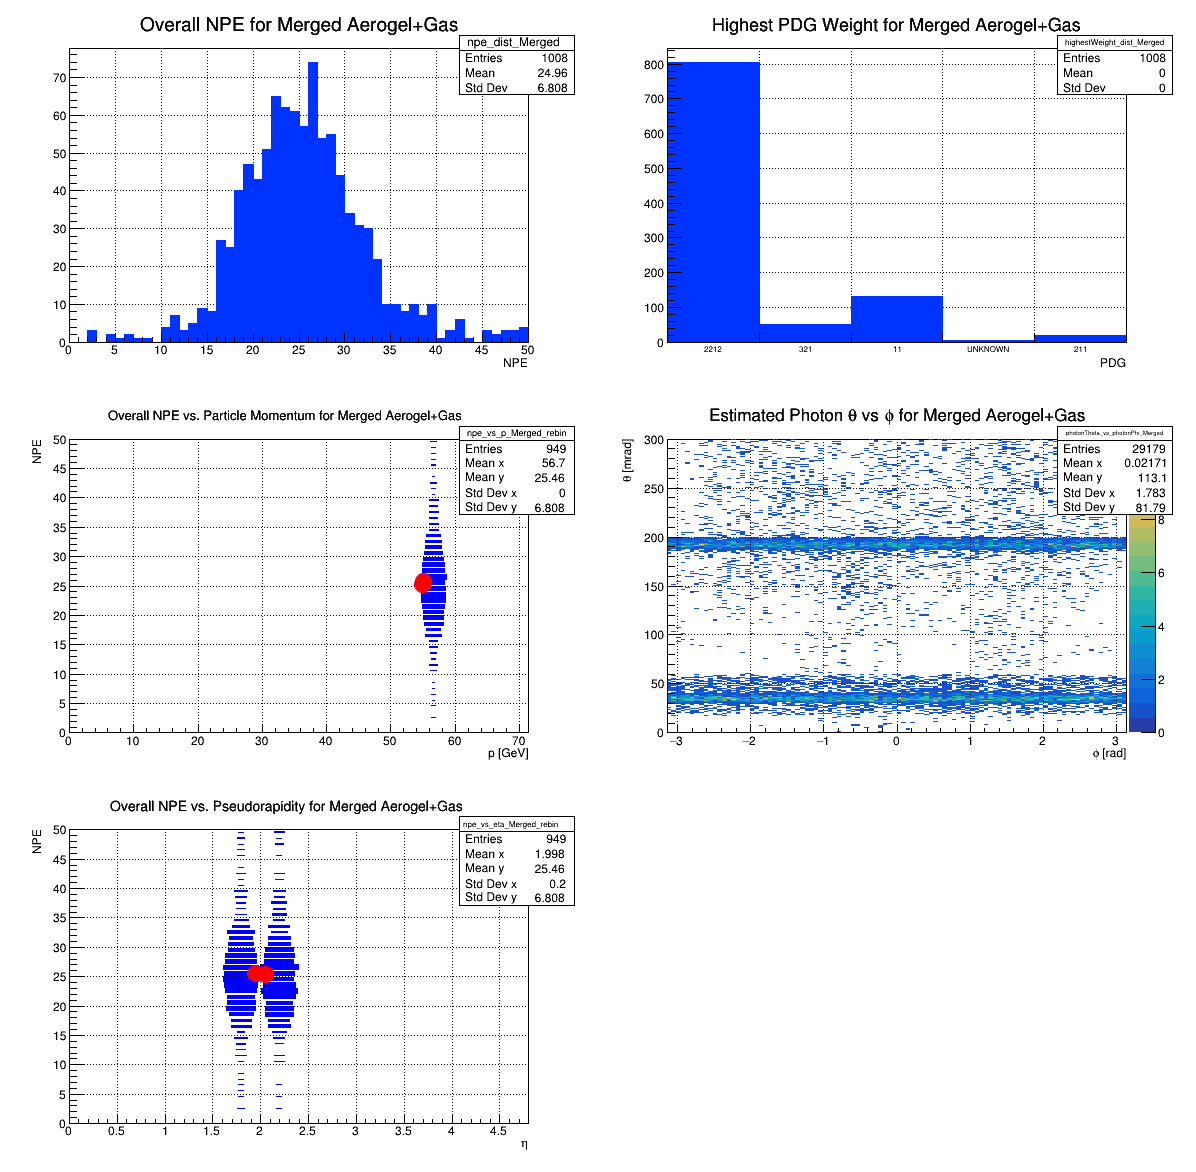 Overall NPE for Merged Aerogel+Gas
npe_dist_Merged
Entries 1008
Mean 24.96
Std Dev 6.808
70
60
50
40
30
20
10
0
0 5 10 15 20 25 30 35 40 45 50
NPE
Highest PDG Weight for Merged Aerogel+Gas
highestWeight_dist_Merged
Entries 1008
Mean 0
Std Dev 0
800
700
600
500
400
300
200
100
0
2212 321 11 UNKNOWN 211
PDG
Overall NPE vs. Particle Momentum for Merged Aerogel+Gas
npe_vs_p_Merged_rebin
Entries 949
Mean x 56.7
Mean y 25.46
Std Dev x 0
Std Dev y 6.808
NPE
50
45
40
35
30
25
20
15
10
5
0
0 10 20 30 40 50 60 70
p [GeV]
Estimated Photon θ vs ϕ for Merged Aerogel+Gas
photonTheta_vs_photonPhi_Merged
Entries 29179
Mean x 0.02171
Mean y 113.1
Std Dev x 1.783
Std Dev y 81.79
θ [mrad]
300
250
200
150
100
50
0
−3 −2 −1 0 1 2 3
ϕ [rad]
8
6
4
2
0
Overall NPE vs. Pseudorapidity for Merged Aerogel+Gas
npe_vs_eta_Merged_rebin
Entries 949
Mean x 1.998
Mean y 25.46
Std Dev x 0.2
Std Dev y 6.808
NPE
50
45
40
35
30
25
20
15
10
5
0
0 0.5 1 1.5 2 2.5 3 3.5 4 4.5
η